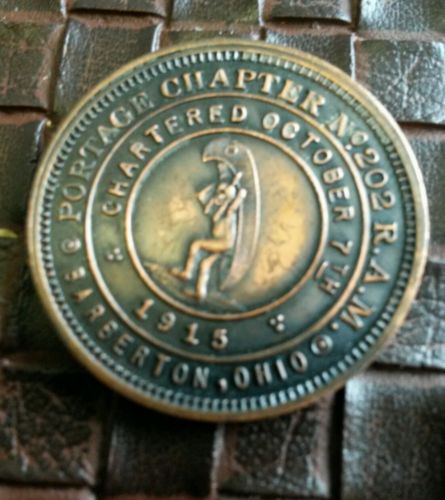 PORTAGE CHAPTER No. 202 R.A.M.
BARBERTON, OHIO
CHARTERED OCTOBER 7TH
1915